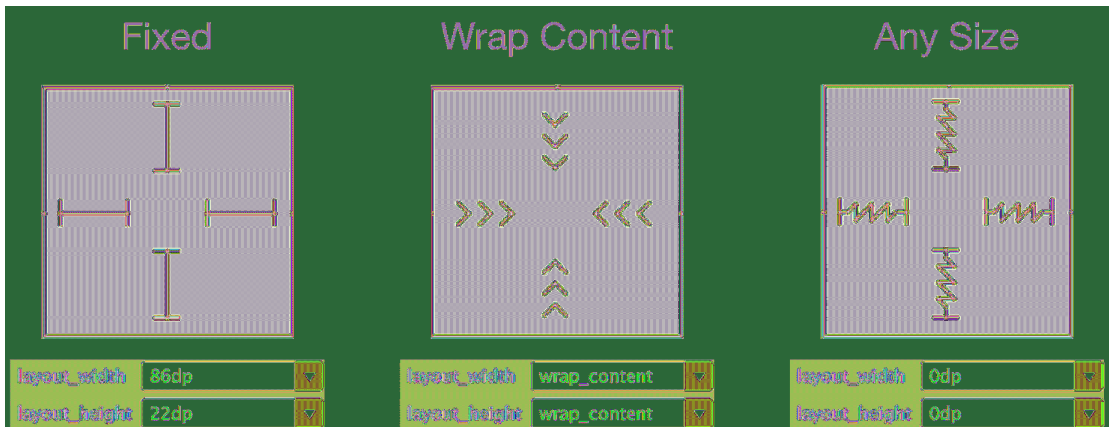 Fixed
Wrap Content
Any Size
layout_width 86dp
layout_height 22dp
layout_width wrap_content
layout_height wrap_content
layout_width 0dp
layout_height 0dp